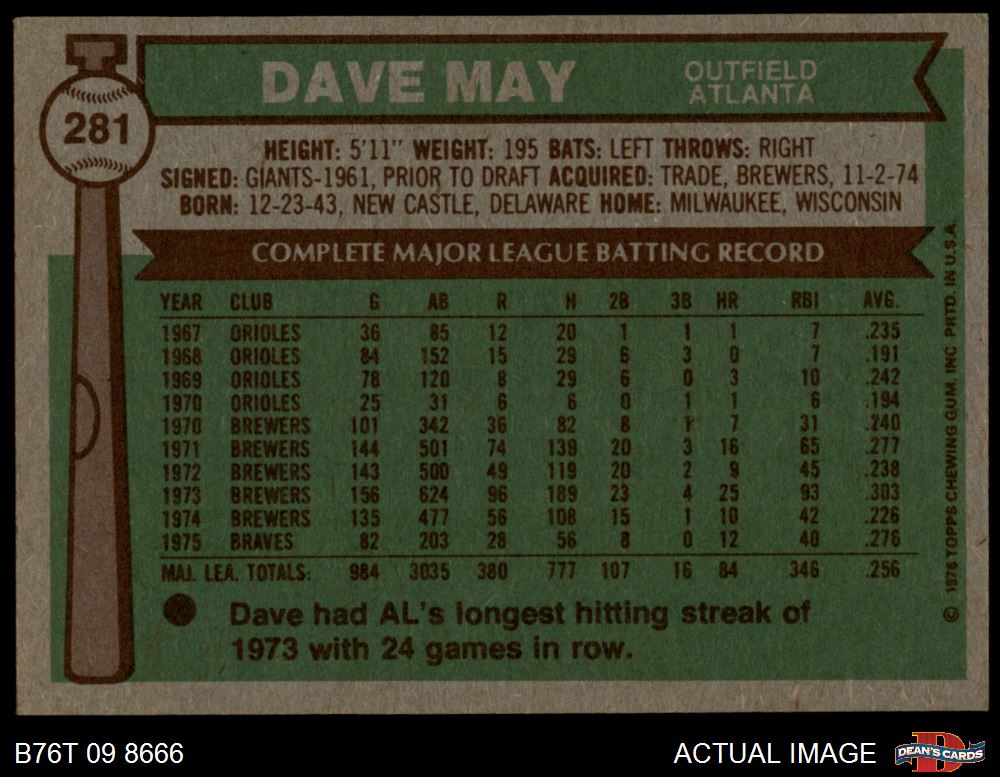 281
DAVE MAY
OUTFIELD
ATLANTA
HEIGHT: 5'11" WEIGHT: 195 BATS: LEFT THROWS: RIGHT
SIGNED: GIANTS-1961, PRIOR TO DRAFT ACQUIRED: TRADE, BREWERS, 11-2-74
BORN: 12-23-43, NEW CASTLE, DELAWARE HOME: MILWAUKEE, WISCONSIN
COMPLETE MAJOR LEAGUE BATTING RECORD
YEAR CLUB G AB R H 2B 3B HR RBI AVG.
1967 ORIOLES 36 85 12 20 1 1 1 7 .235
1968 ORIOLES 84 152 15 29 6 3 0 7 .191
1969 ORIOLES 78 120 8 29 6 0 3 10 .242
1970 ORIOLES 25 31 6 6 0 1 1 6 .194
1970 BREWERS 101 342 36 82 8 1 7 31 .240
1971 BREWERS 144 501 74 139 20 3 16 65 .277
1972 BREWERS 143 500 49 119 20 2 9 45 .238
1973 BREWERS 156 624 96 189 23 4 25 93 .303
1974 BREWERS 135 477 56 108 15 1 10 42 .226
1975 BRAVES 82 203 28 56 8 0 12 40 .276
MAJ. LEA. TOTALS: 984 3035 380 777 107 16 84 346 .256
Dave had AL's longest hitting streak of
1973 with 24 games in row.
© 1976 TOPPS CHEWING GUM, INC. PRTD. IN U.S.A.
B76T 09 8666
ACTUAL IMAGE
D
DEAN'S CARDS